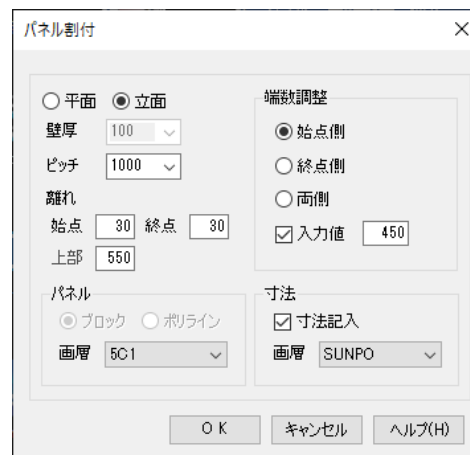 パネル割付
平面 立面
壁厚 100
ピッチ 1000
離れ
始点 30 終点 30
上部 550
端数調整
始点側
終点側
両側
入力値 450
パネル
ブロック ポリライン
画層 5C1
寸法
寸法記入
画層 SUNPO
OK キャンセル ヘルプ(H)